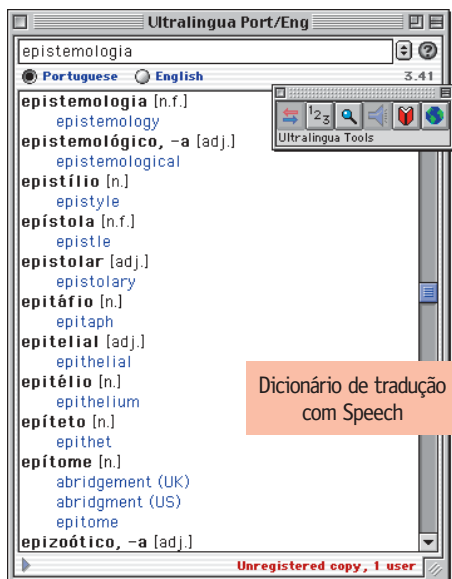 Ultralingua Port/Eng
epistemologia
Portuguese English 3.41
epistemologia [n.f.]
epistemology
epistemológico, -a [adj.]
epistemological
epistílio [n.]
epistyle
epístola [n.f.]
epistle
epistolar [adj.]
epistolary
epitáfio [n.]
epitaph
epitelial [adj.]
epithelial
epitélio [n.]
epithelium
epíteto [n.]
epithet
epítome [n.]
abridgement (UK)
abridgment (US)
epitome
epizoótico, -a [adj.]
Unregistered copy, 1 user
123
Ultralingua Tools
Dicionário de tradução
com Speech